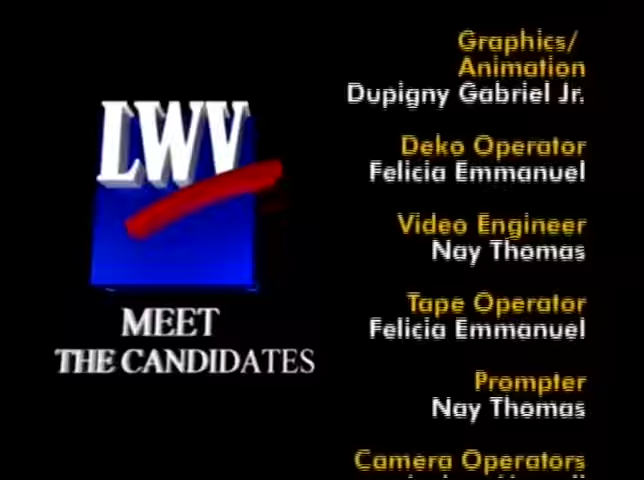 LWV
MEET
THE CANDIDATES
Graphics/
Animation
Dupigny Gabriel Jr.
Deko Operator
Felicia Emmanuel
Video Engineer
Nay Thomas
Tape Operator
Felicia Emmanuel
Prompter
Nay Thomas
Camera Operators